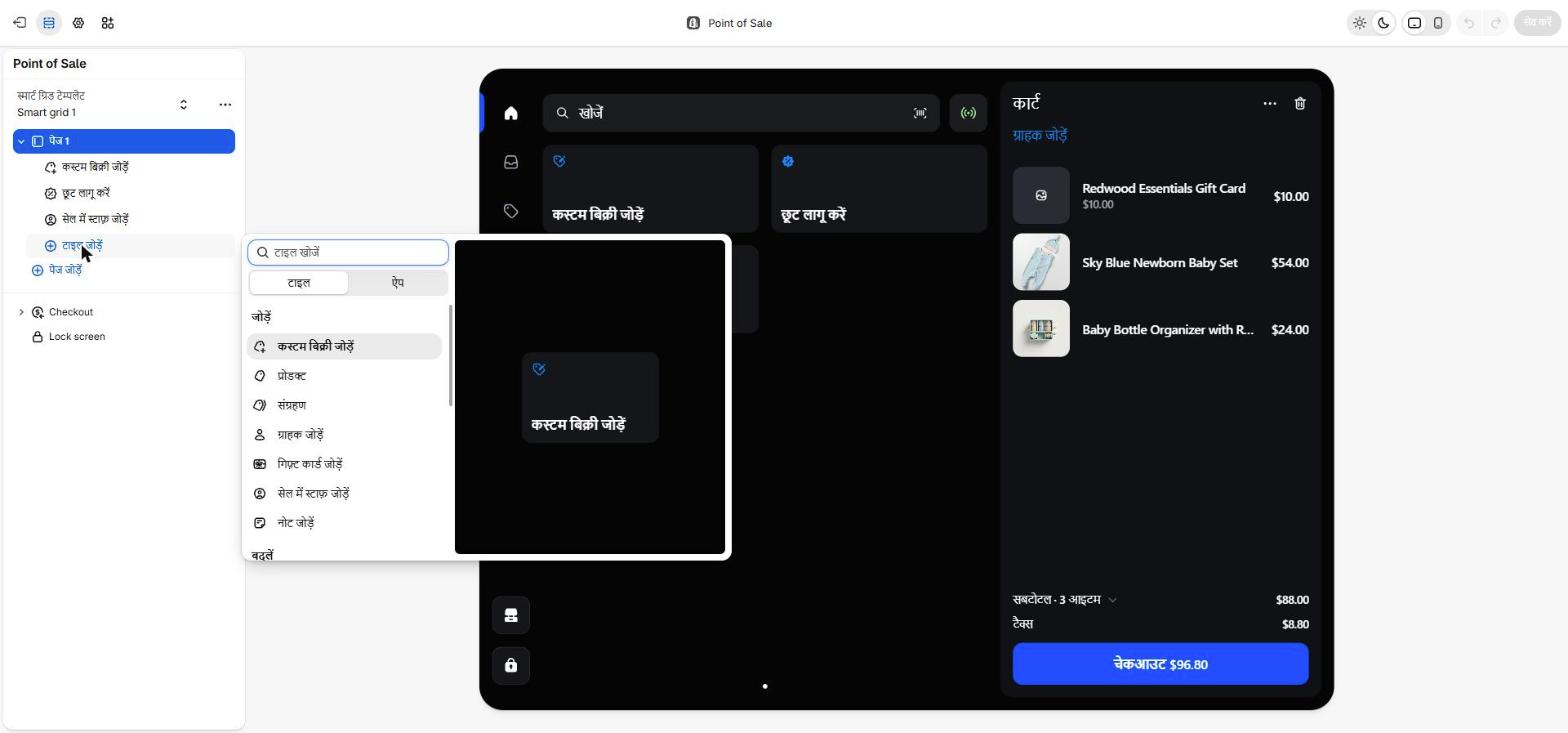 Point of Sale
सेव करें
Point of Sale
स्मार्ट ग्रिड टेम्पलेट
Smart grid 1
पेज 1
कस्टम बिक्री जोड़ें
छूट लागू करें
सेल में स्टाफ़ जोड़ें
टाइल जोड़ें
पेज जोड़ें
Checkout
Lock screen
टाइल खोजें
टाइल
ऐप
जोड़ें
कस्टम बिक्री जोड़ें
प्रोडक्ट
संग्रहण
ग्राहक जोड़ें
गिफ़्ट कार्ड जोड़ें
सेल में स्टाफ़ जोड़ें
नोट जोड़ें
बदलें
कस्टम बिक्री जोड़ें
खोजें
कस्टम बिक्री जोड़ें
छूट लागू करें
कार्ट
ग्राहक जोड़ें
Redwood Essentials Gift Card
$10.00
$10.00
Sky Blue Newborn Baby Set
$54.00
Baby Bottle Organizer with R...
$24.00
सबटोटल · 3 आइटम
$88.00
टैक्स
$8.80
चेकआउट $96.80